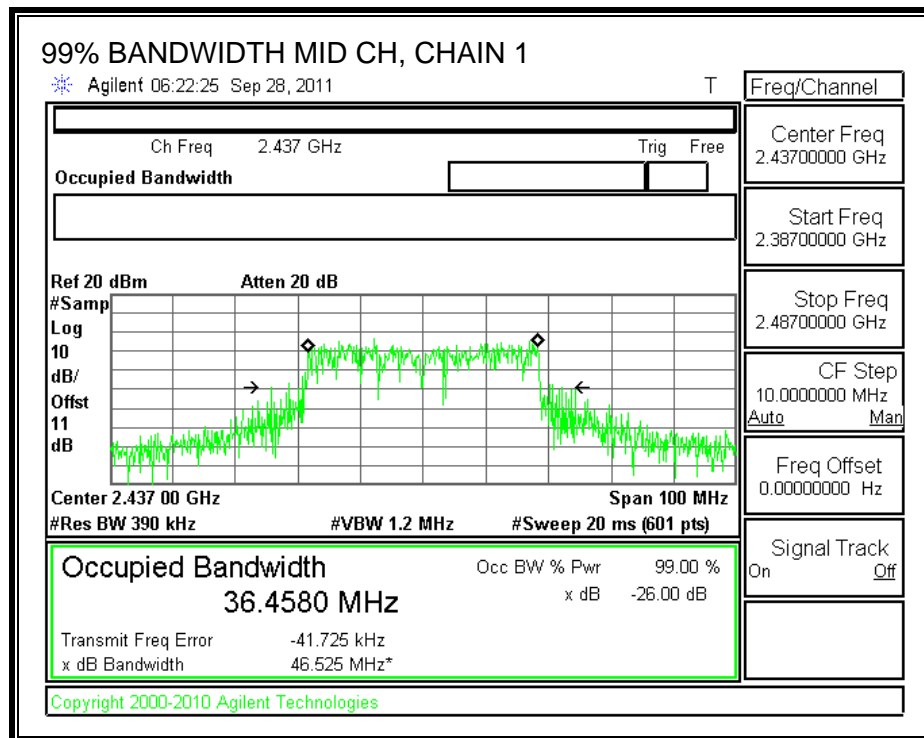 99% BANDWIDTH MID CH, CHAIN 1
Agilent 06:22:25 Sep 28, 2011 T
Freq/Channel
Ch Freq 2.437 GHz Trig Free
Occupied Bandwidth
Center Freq
2.43700000 GHz
Start Freq
2.38700000 GHz
Stop Freq
2.48700000 GHz
CF Step
10.0000000 MHz
Auto Man
Freq Offset
0.00000000 Hz
Signal Track
On Off
Ref 20 dBm Atten 20 dB
#Samp
Log
10
dB/
Offst
11
dB
Center 2.437 00 GHz Span 100 MHz
#Res BW 390 kHz #VBW 1.2 MHz #Sweep 20 ms (601 pts)
Occupied Bandwidth
36.4580 MHz
Occ BW % Pwr 99.00 %
x dB -26.00 dB
Transmit Freq Error -41.725 kHz
x dB Bandwidth 46.525 MHz*
Copyright 2000-2010 Agilent Technologies